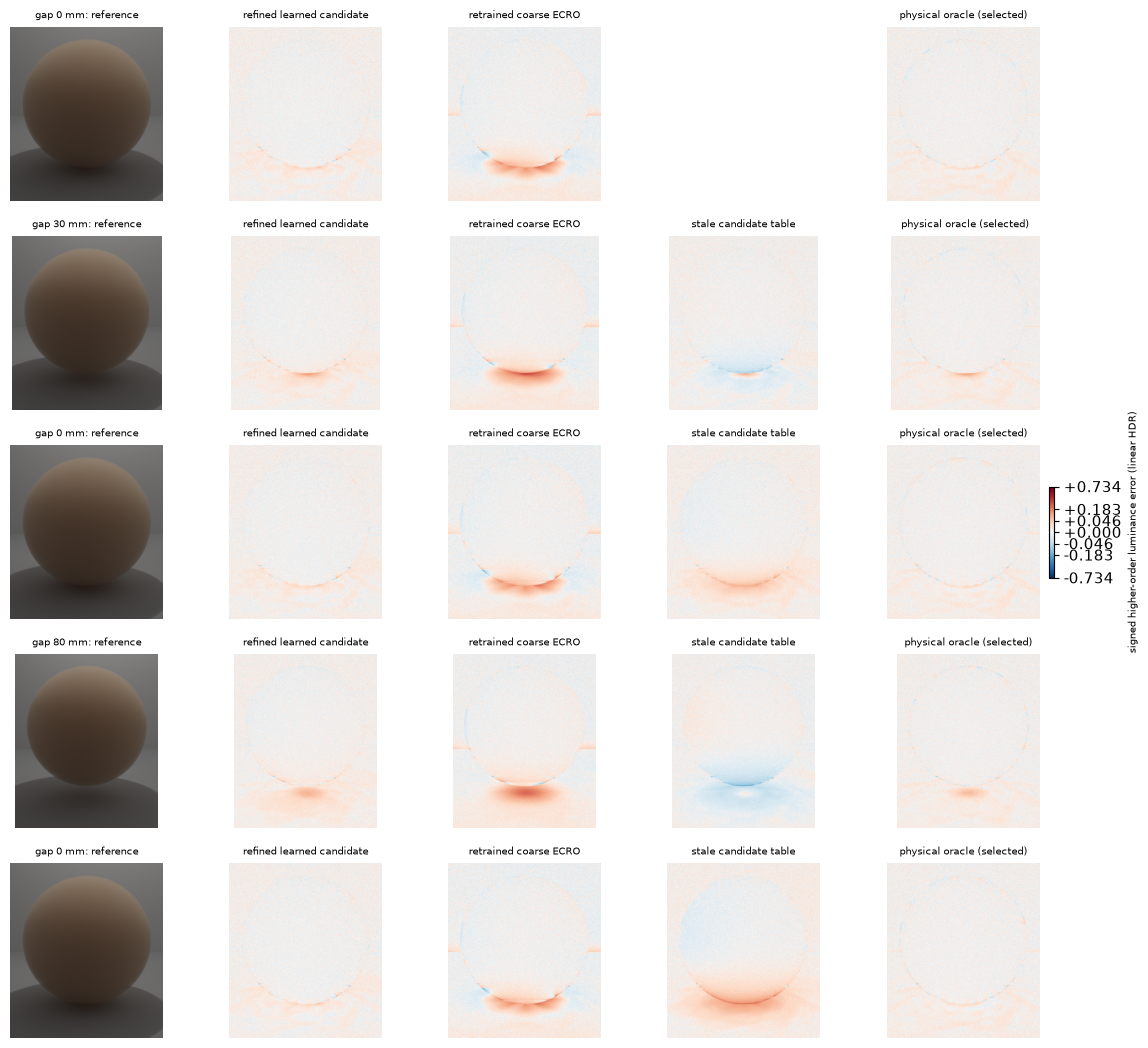 gap 0 mm: reference
refined learned candidate
retrained coarse ECRO
physical oracle (selected)
gap 30 mm: reference
refined learned candidate
retrained coarse ECRO
stale candidate table
physical oracle (selected)
gap 0 mm: reference
refined learned candidate
retrained coarse ECRO
stale candidate table
physical oracle (selected)
+0.734
+0.183
+0.046
+0.000
-0.046
-0.183
-0.734
signed higher-order luminance error (linear HDR)
gap 80 mm: reference
refined learned candidate
retrained coarse ECRO
stale candidate table
physical oracle (selected)
gap 0 mm: reference
refined learned candidate
retrained coarse ECRO
stale candidate table
physical oracle (selected)